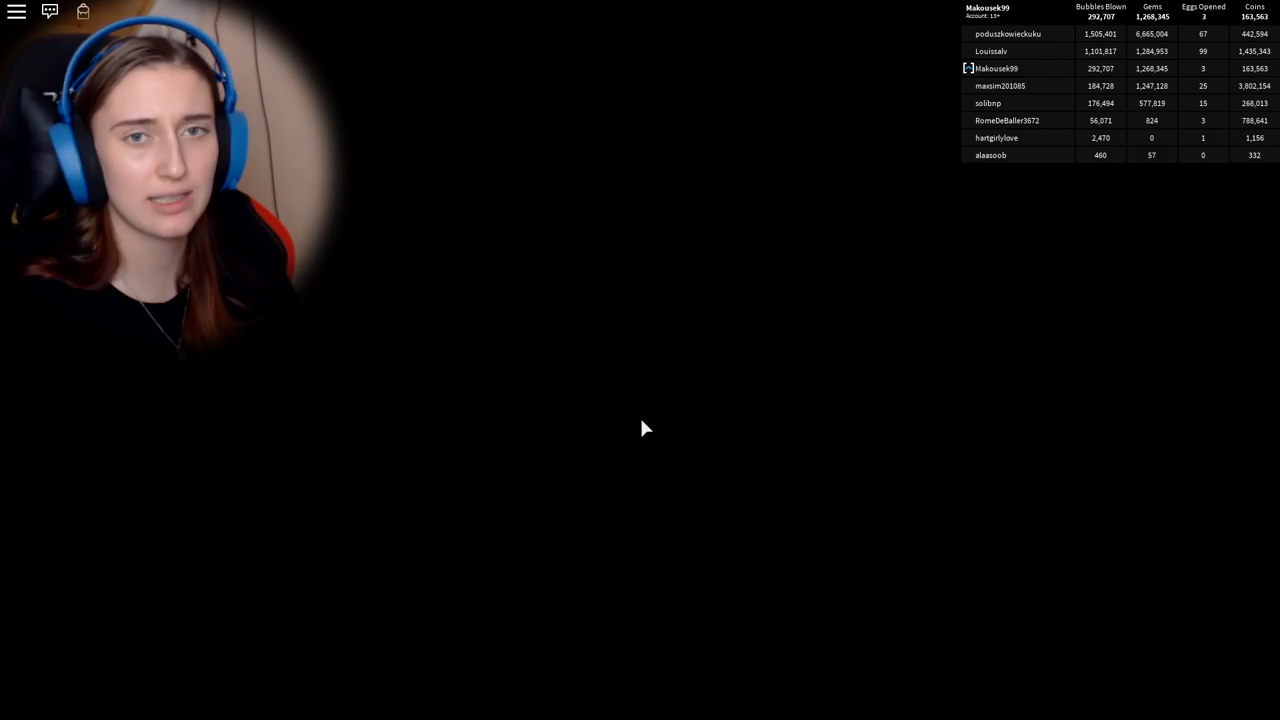 Makousek99 Bubbles Blown Gems Eggs Opened Coins
Account: 13+ 292,707 1,268,345 3 163,563
poduszkowieckuku 1,505,401 6,665,004 67 442,594
Louissalv 1,101,817 1,284,953 99 1,435,343
Makousek99 292,707 1,268,345 3 163,563
maxsim201085 184,728 1,247,128 25 3,802,154
solibnp 176,494 577,819 15 268,013
RomeDeBaller3672 56,071 824 3 788,641
hartgirlylove 2,470 0 1 1,156
alaasoob 460 57 0 332